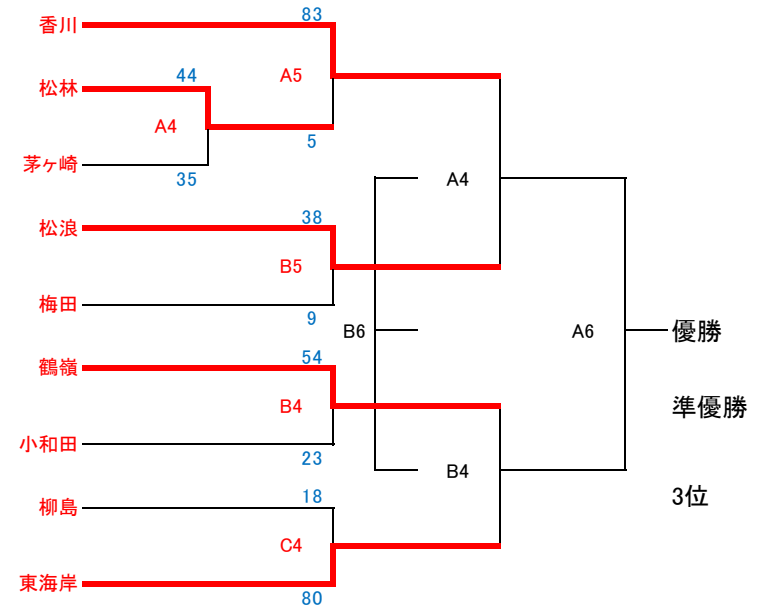 83
香川
44
A5
松林
A4
5
茅ヶ崎
35
A4
38
松浪
B5
梅田
9
B6
A6
優勝
54
鶴嶺
B4
準優勝
小和田
23
B4
18
3位
柳島
C4
東海岸
80